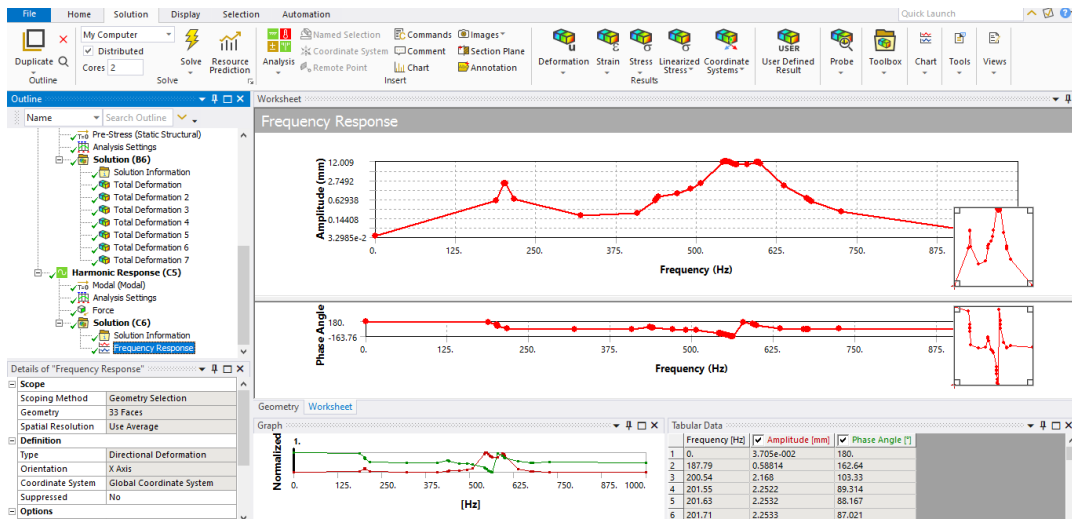 File Home Solution Display Selection Automation Quick Launch
Duplicate
Outline
My Computer
Distributed
Cores 2
Solve
Resource Prediction
Solve
Analysis
Named Selection
Coordinate System
Remote Point
Commands
Comment
Chart
Images
Section Plane
Annotation
Insert
Deformation
Strain
Stress
Linearized Stress
Coordinate Systems
Results
USER
User Defined Result
Probe
Toolbox
Chart
Tools
Views
Outline
Name Search Outline
Pre-Stress (Static Structural)
Analysis Settings
Solution (B6)
Solution Information
Total Deformation
Total Deformation 2
Total Deformation 3
Total Deformation 4
Total Deformation 5
Total Deformation 6
Total Deformation 7
Harmonic Response (C5)
Modal (Modal)
Analysis Settings
Force
Solution (C6)
Solution Information
Frequency Response
Details of "Frequency Response"
Scope
Scoping Method Geometry Selection
Geometry 33 Faces
Spatial Resolution Use Average
Definition
Type Directional Deformation
Orientation X Axis
Coordinate System Global Coordinate System
Suppressed No
Options
Worksheet
Frequency Response
Amplitude (mm)
12.009
2.7492
0.62938
0.14408
3.2985e-2
0. 125. 250. 375. 500. 625. 750. 875.
Frequency (Hz)
Phase Angle
180.
-163.76
0. 125. 250. 375. 500. 625. 750. 875.
Frequency (Hz)
Geometry Worksheet
Graph
Normalized
1.
0.
0. 125. 250. 375. 500. 625. 750. 875. 1000.
[Hz]
Tabular Data
Frequency [Hz] Amplitude [mm] Phase Angle [°]
1 0. 3.705e-002 180.
2 187.79 0.58814 162.64
3 200.54 2.168 103.33
4 201.55 2.2522 89.314
5 201.63 2.2532 88.167
6 201.71 2.2533 87.021